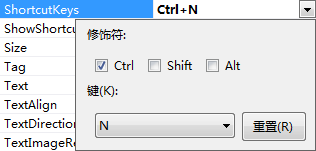 ShortcutKeys Ctrl+N
ShowShortcu
Size
Tag
Text
TextAlign
TextDirection
TextImageRe
修饰符:
Ctrl Shift Alt
键(K):
N 重置(R)